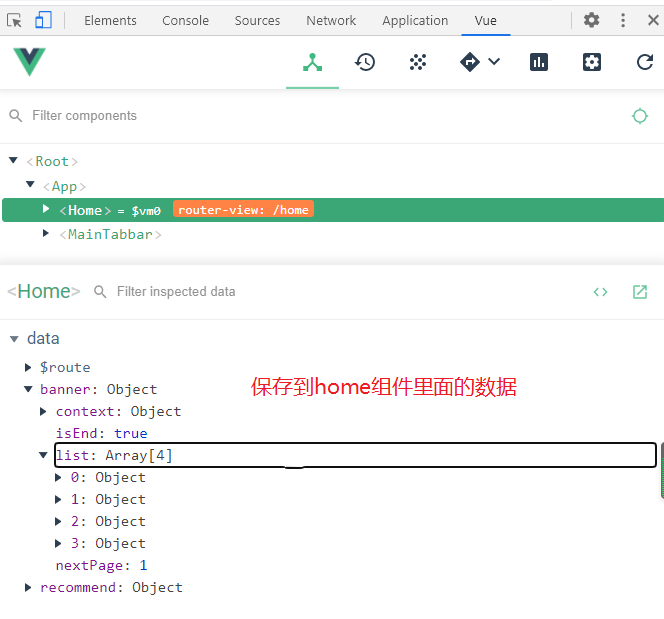 Elements Console Sources Network Application Vue
Filter components
<Root>
<App>
<Home> = $vm0 router-view: /home
<MainTabbar>
<Home> Filter inspected data
data
$route
banner: Object
保存到home组件里面的数据
context: Object
isEnd: true
list: Array[4]
0: Object
1: Object
2: Object
3: Object
nextPage: 1
recommend: Object